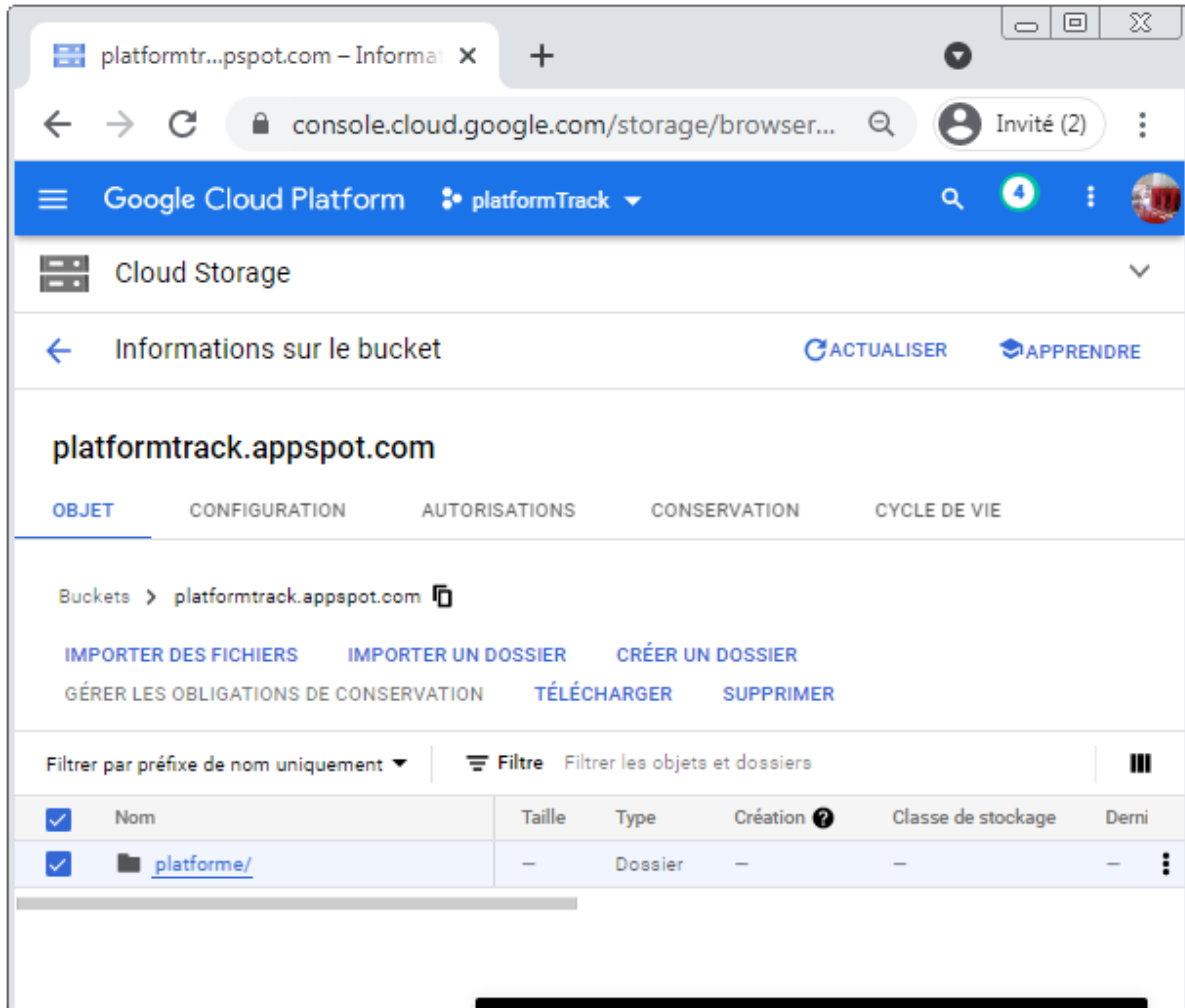 platformtr...pspot.com – Informat
console.cloud.google.com/storage/browser... Invité (2)
Google Cloud Platform platformTrack 4
Cloud Storage
Informations sur le bucket ACTUALISER APPRENDRE
platformtrack.appspot.com
OBJET CONFIGURATION AUTORISATIONS CONSERVATION CYCLE DE VIE
Buckets > platformtrack.appspot.com
IMPORTER DES FICHIERS IMPORTER UN DOSSIER CRÉER UN DOSSIER
GÉRER LES OBLIGATIONS DE CONSERVATION TÉLÉCHARGER SUPPRIMER
Filtrer par préfixe de nom uniquement Filtre Filtrer les objets et dossiers
Nom Taille Type Création Classe de stockage Derni
platforme/ — Dossier — — —